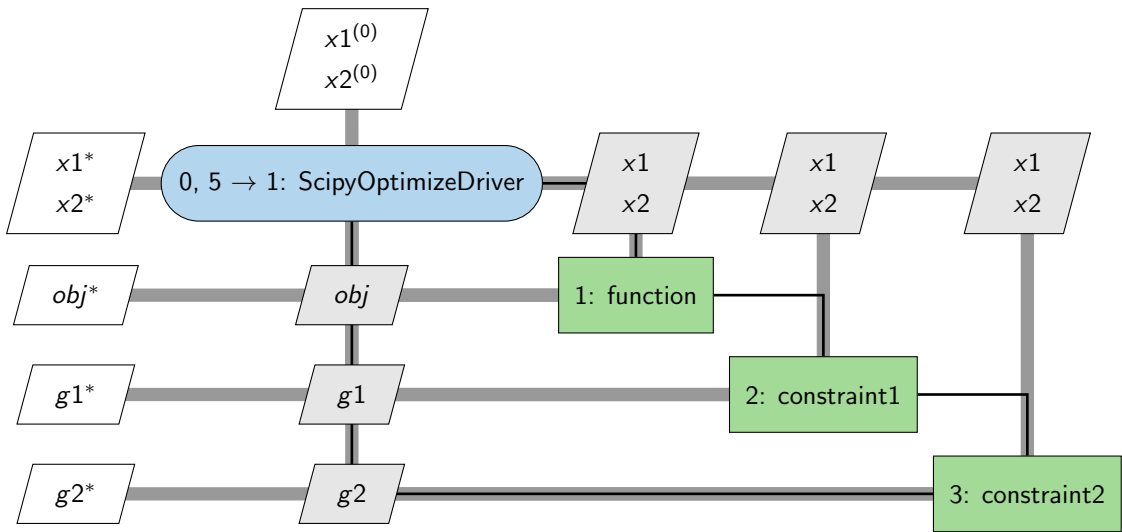 x1⁽⁰⁾
x2⁽⁰⁾
x1*
x2*
0, 5 → 1: ScipyOptimizeDriver
x1
x2
x1
x2
x1
x2
obj*
obj
1: function
g1*
g1
2: constraint1
g2*
g2
3: constraint2